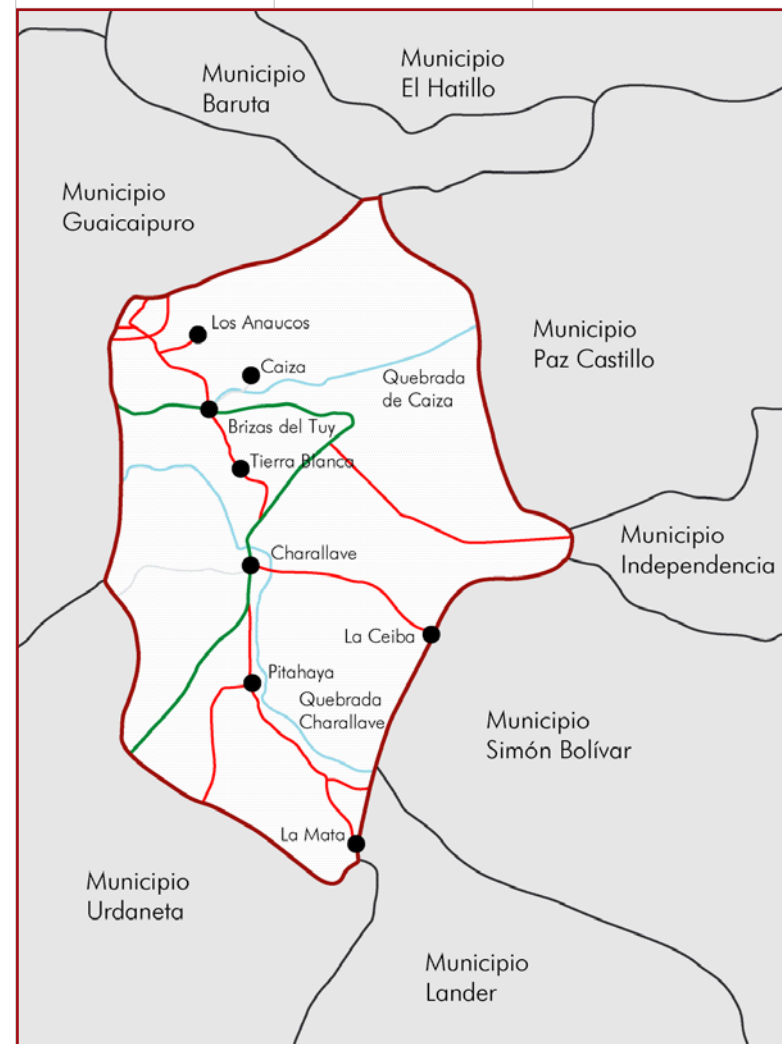 Municipio
El Hatillo
Municipio
Baruta
Municipio
Guaicaipuro
Los Anaucos
Municipio
Paz Castillo
Caiza
Quebrada
de Caiza
Brizas del Tuy
Tierra Blanca
Municipio
Independencia
Charallave
La Ceiba
Pitahaya
Quebrada
Charallave
Municipio
Simón Bolívar
La Mata
Municipio
Urdaneta
Municipio
Lander